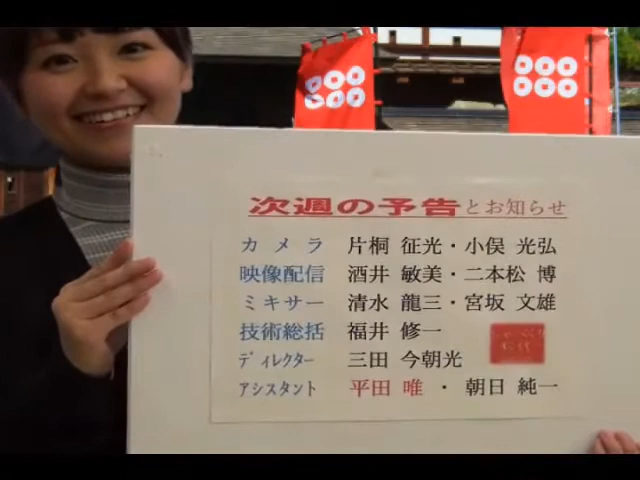 次週の予告とお知らせ
カメラ 片桐 征光・小俣 光弘
映像配信 酒井 敏美・二本松 博
ミキサー 清水 龍三・宮坂 文雄
技術総括 福井 修一
ディレクター 三田 今朝光
アシスタント 平田 唯 ・ 朝日 純一